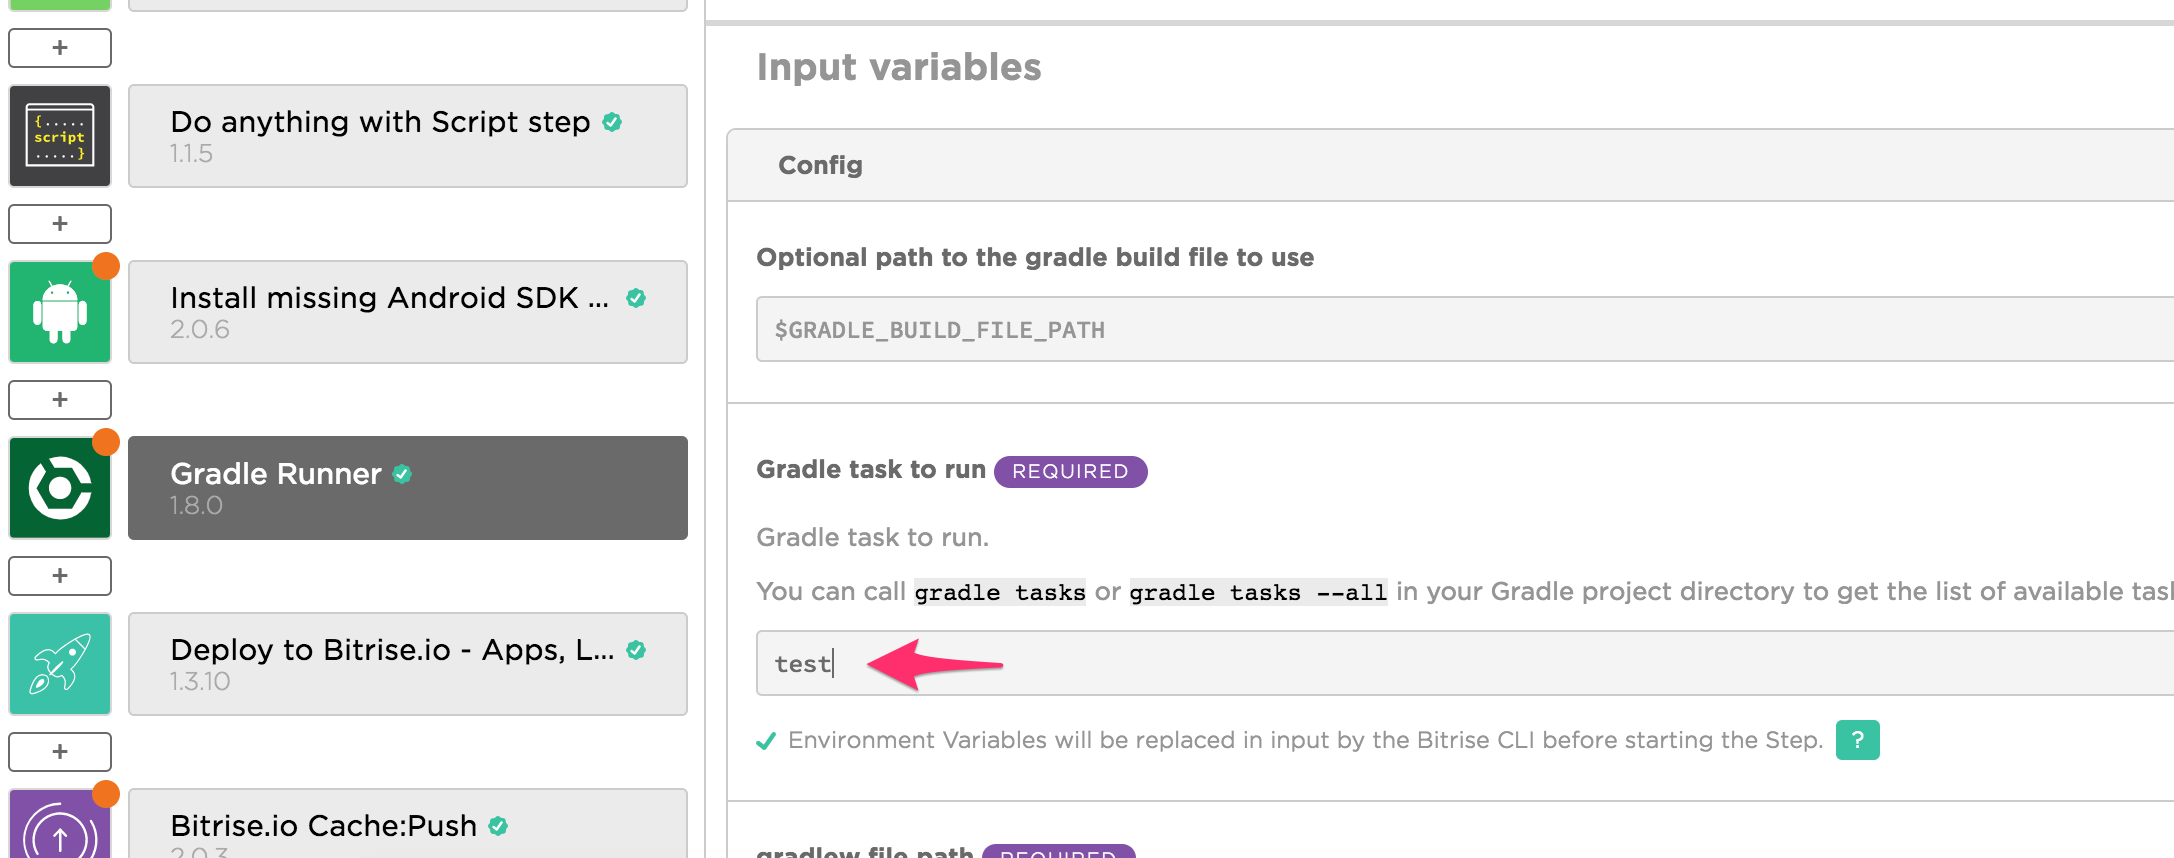 +
{.....
script
.....}
Do anything with Script step
1.1.5
+
Install missing Android SDK ...
2.0.6
+
Gradle Runner
1.8.0
+
Deploy to Bitrise.io - Apps, L...
1.3.10
+
Bitrise.io Cache:Push
2.0.3
Input variables
Config
Optional path to the gradle build file to use
$GRADLE_BUILD_FILE_PATH
Gradle task to run REQUIRED
Gradle task to run.
You can call gradle tasks or gradle tasks --all in your Gradle project directory to get the list of available tas
test
Environment Variables will be replaced in input by the Bitrise CLI before starting the Step. ?
gradlew file path REQUIRED